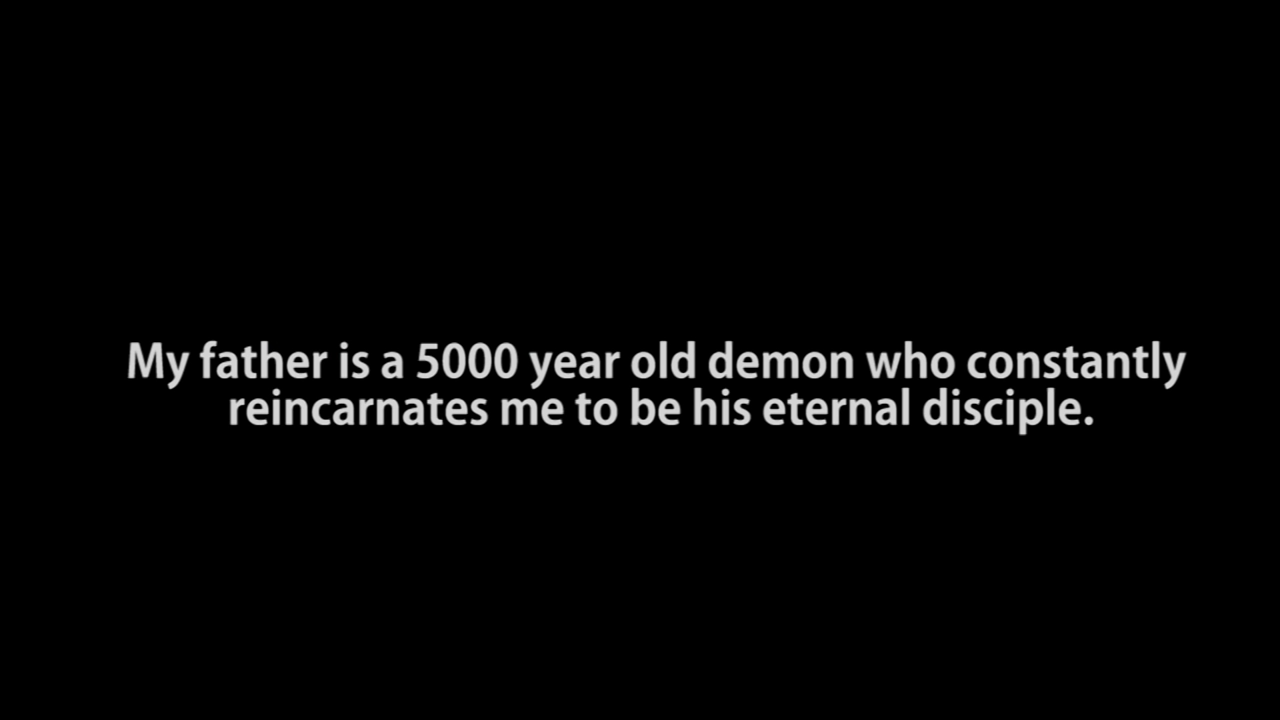 My father is a 5000 year old demon who constantly
reincarnates me to be his eternal disciple.